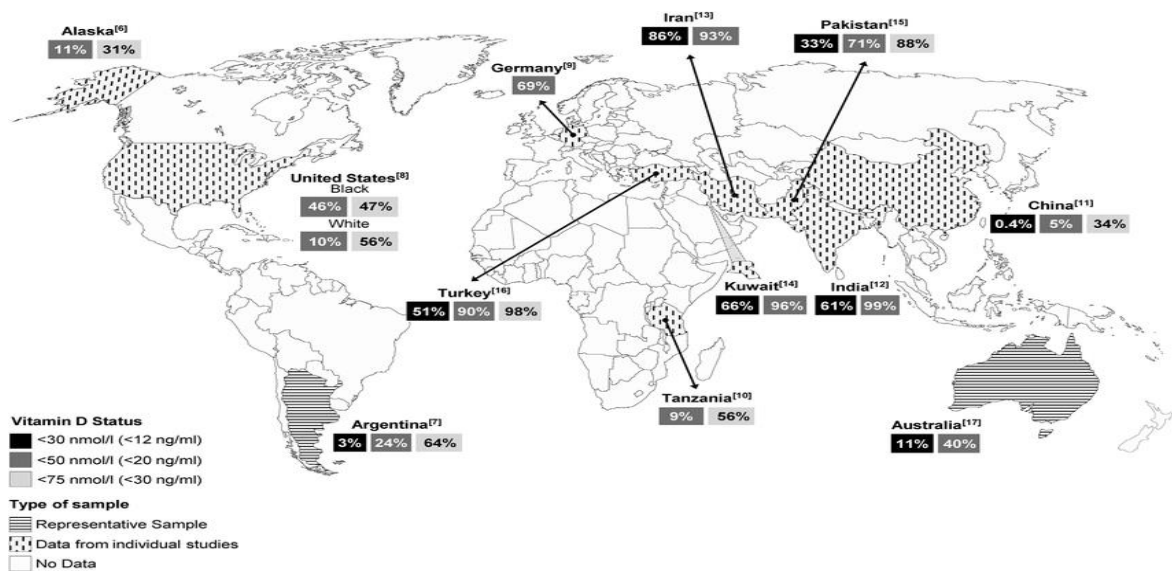 Alaska[6]
11% 31%
Iran[13]
86% 93%
Pakistan[15]
33% 71% 88%
Germany[9]
69%
United States[8]
Black
46% 47%
White
10% 56%
China[11]
0.4% 5% 34%
Turkey[16]
51% 90% 98%
Kuwait[14]
66% 96%
India[12]
61% 99%
Tanzania[10]
9% 56%
Argentina[7]
3% 24% 64%
Australia[17]
11% 40%
Vitamin D Status
<30 nmol/l (<12 ng/ml)
<50 nmol/l (<20 ng/ml)
<75 nmol/l (<30 ng/ml)
Type of sample
Representative Sample
Data from individual studies
No Data